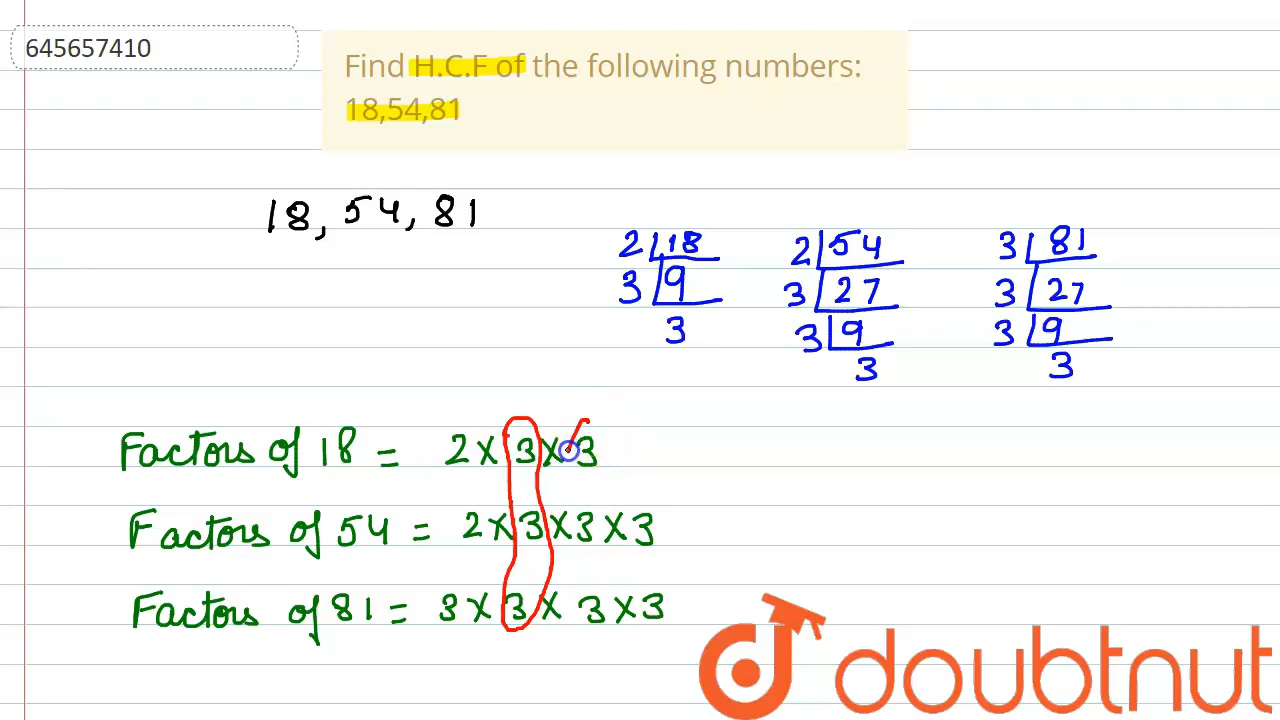 645657410
Find H.C.F of the following numbers:
18,54,81
18, 54, 81
2 18
3 9
3
2 54
3 27
3 9
3
3 81
3 27
3 9
3
Factors of 18 = 2 × 3 × 3
Factors of 54 = 2 × 3 × 3 × 3
Factors of 81 = 3 × 3 × 3 × 3
doubtnut